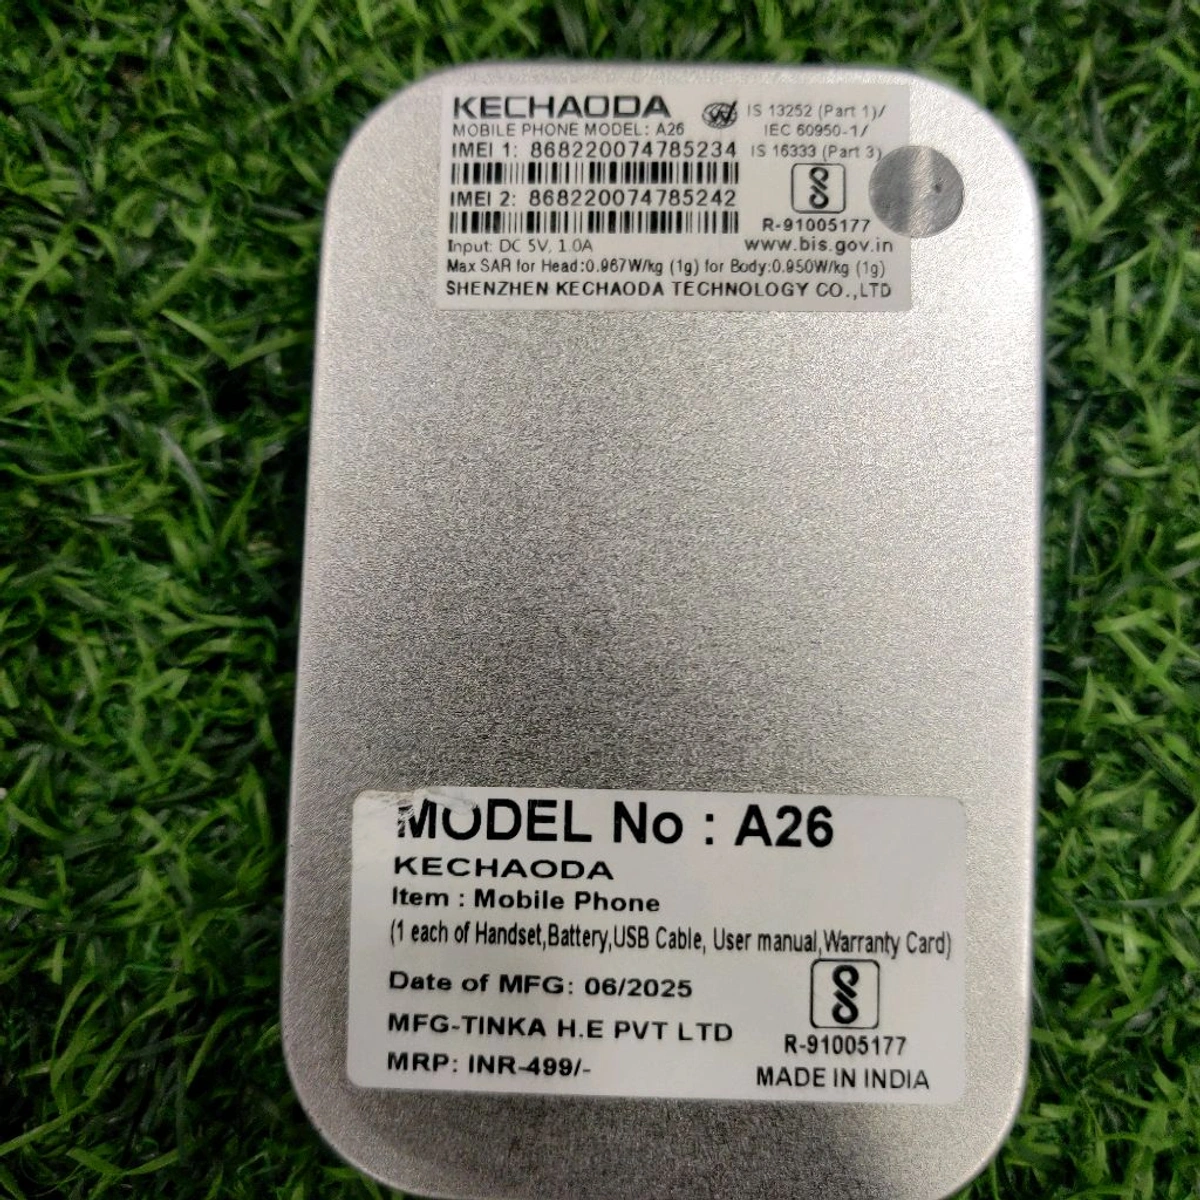 KECHAODA
MOBILE PHONE MODEL: A26
IMEI 1: 868220074785234
IMEI 2: 868220074785242
Input: DC 5V, 1.0A
IS 13252 (Part 1)/
IEC 60950-1/
IS 16333 (Part 3)
R-91005177
www.bis.gov.in
Max SAR for Head:0.967W/kg (1g) for Body:0.950W/kg (1g)
SHENZHEN KECHAODA TECHNOLOGY CO.,LTD
MODEL No : A26
KECHAODA
Item : Mobile Phone
(1 each of Handset,Battery,USB Cable, User manual,Warranty Card)
Date of MFG: 06/2025
MFG-TINKA H.E PVT LTD
MRP: INR-499/-
R-91005177
MADE IN INDIA